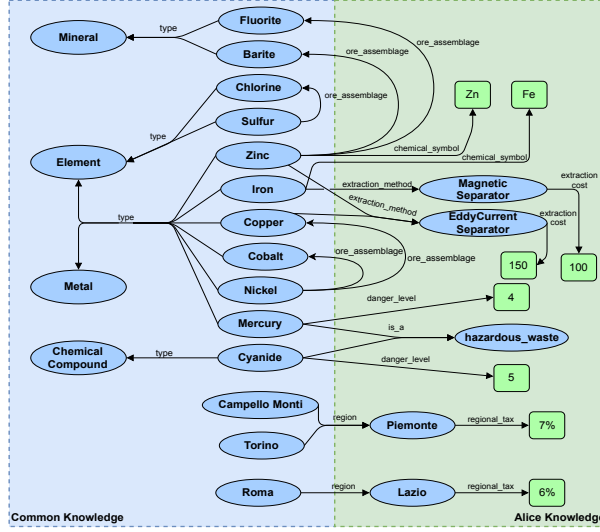 Fluorite
Mineral
type
ore_assemblage
Barite
Chlorine
ore_assemblage
Zn
Fe
Sulfur
type
chemical_symbol
Zinc
Element
chemical_symbol
Iron
extraction_method
Magnetic
Separator
extraction
cost
extraction_method
type
Copper
EddyCurrent
Separator
extraction
cost
ore_assemblage
Cobalt
ore_assemblage
150
100
Metal
Nickel
danger_level
4
Mercury
is_a
hazardous_waste
Chemical
Compound
type
Cyanide
danger_level
5
Campello Monti
region
Piemonte
regional_tax
7%
Torino
Roma
region
Lazio
regional_tax
6%
Common Knowledge
Alice Knowledge